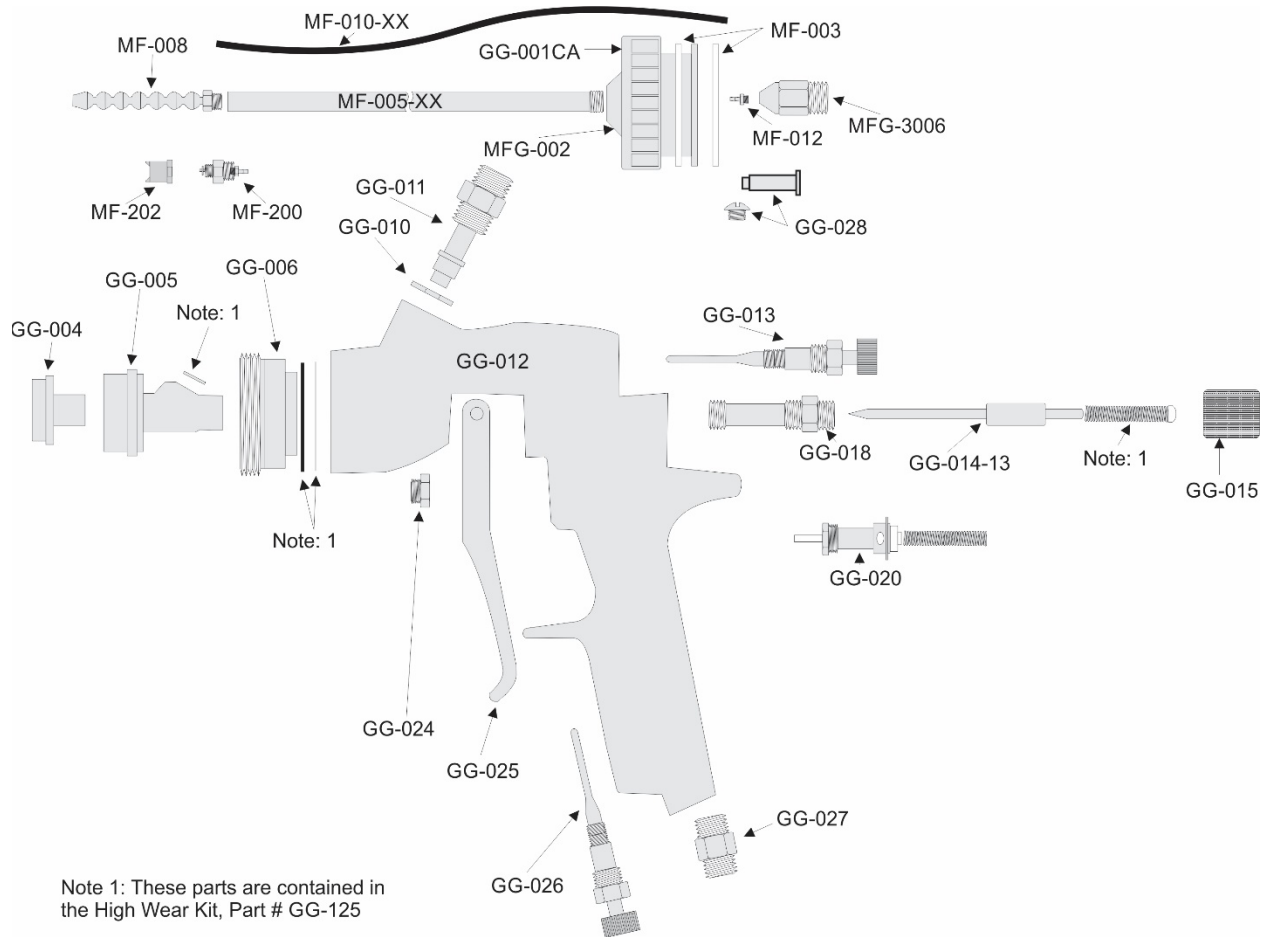 MF-010-XX
MF-008
GG-001CA
MF-003
MF-005-XX
MF-012
MFG-3006
MFG-002
MF-202
MF-200
GG-011
GG-010
GG-028
GG-005
GG-006
Note: 1
GG-004
GG-013
GG-012
GG-018
GG-014-13
Note: 1
GG-015
Note: 1
GG-020
GG-024
GG-025
GG-027
GG-026
Note 1: These parts are contained in
the High Wear Kit, Part # GG-125